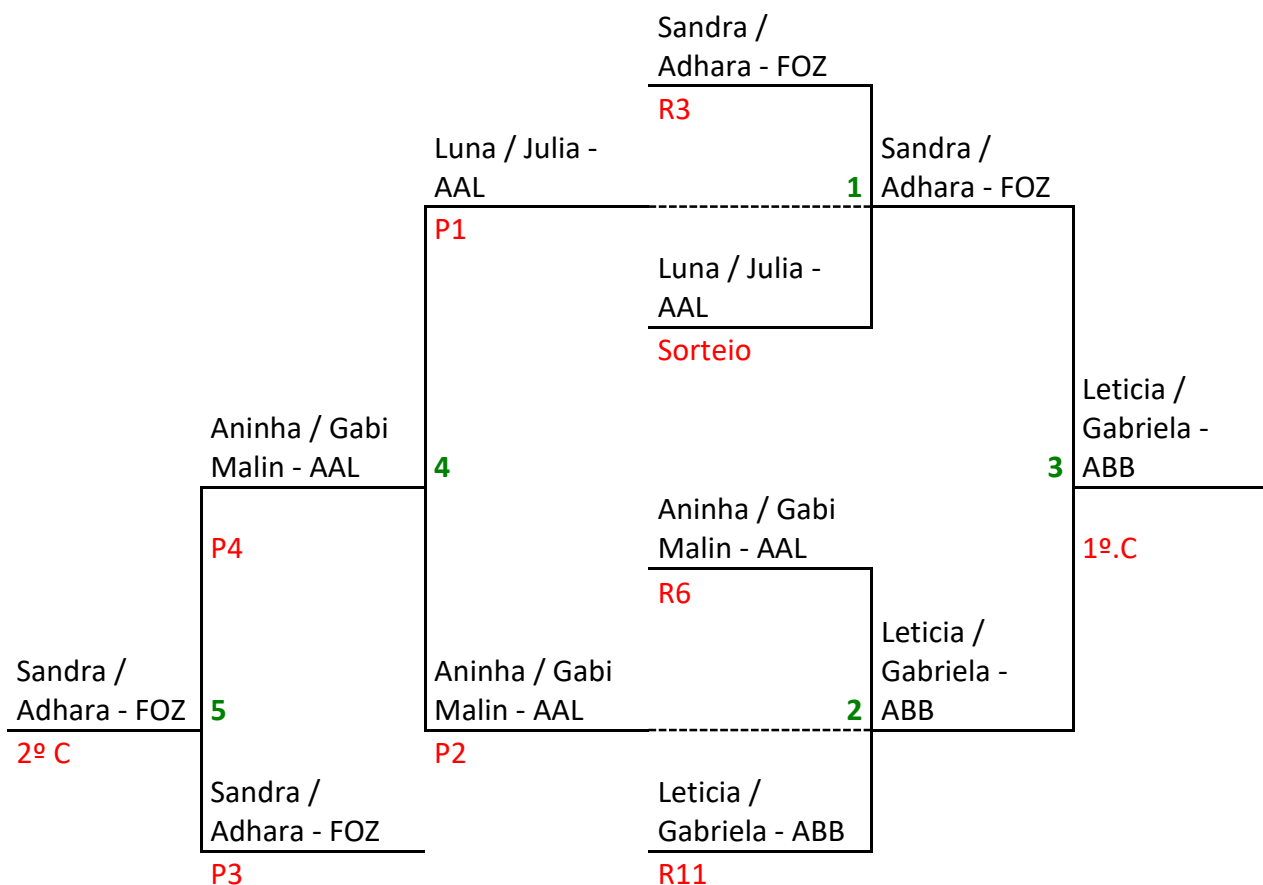 Sandra /
Adhara - FOZ
R3
Luna / Julia -
AAL
P1
1
Sandra /
Adhara - FOZ
Luna / Julia -
AAL
Sorteio
Aninha / Gabi
Malin - AAL
P4
4
3
Leticia /
Gabriela -
ABB
1º.C
Aninha / Gabi
Malin - AAL
R6
Sandra /
Adhara - FOZ
2º C
5
Aninha / Gabi
Malin - AAL
P2
2
Leticia /
Gabriela -
ABB
Sandra /
Adhara - FOZ
P3
Leticia /
Gabriela - ABB
R11